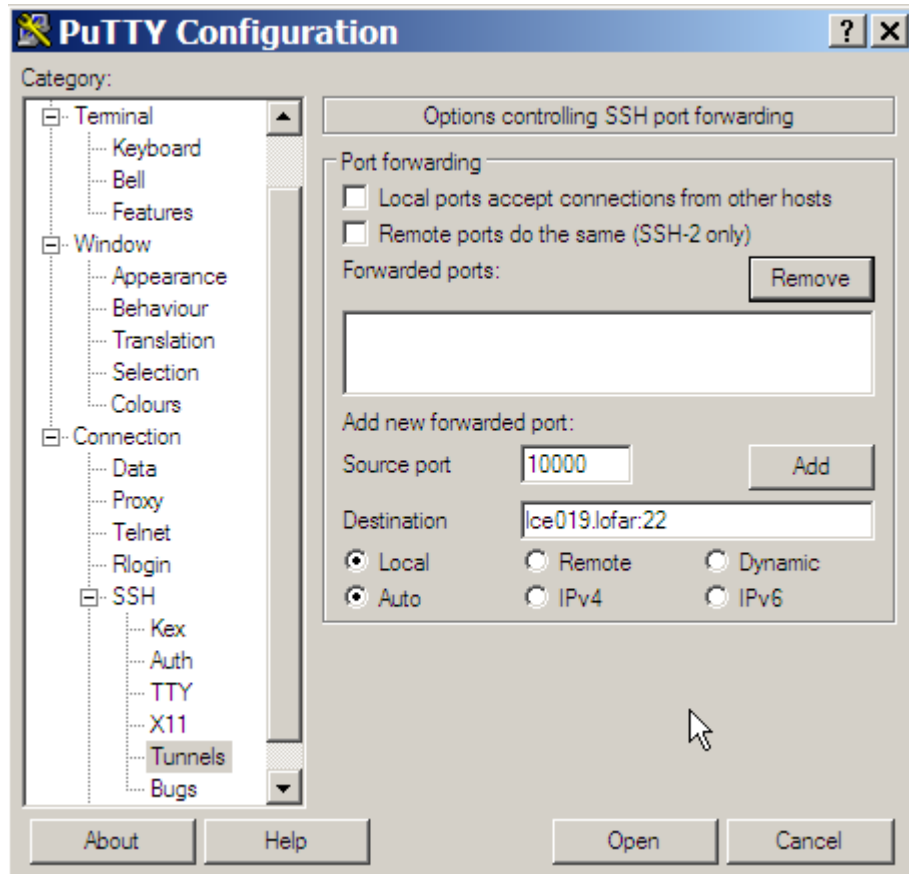 PuTTY Configuration
Category:
Terminal
Keyboard
Bell
Features
Window
Appearance
Behaviour
Translation
Selection
Colours
Connection
Data
Proxy
Telnet
Rlogin
SSH
Kex
Auth
TTY
X11
Tunnels
Bugs
Options controlling SSH port forwarding
Port forwarding
Local ports accept connections from other hosts
Remote ports do the same (SSH-2 only)
Forwarded ports:
Remove
Add new forwarded port:
Source port 10000 Add
Destination lce019.lofar:22
Local Remote Dynamic
Auto IPv4 IPv6
About Help Open Cancel